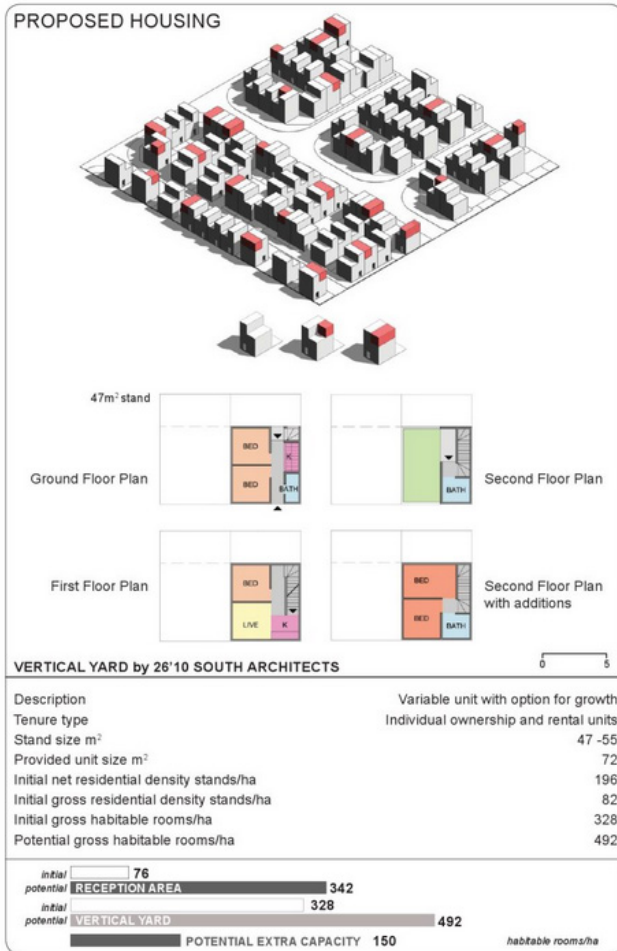 PROPOSED HOUSING
47m² stand
BED
K
BED
BATH
Ground Floor Plan
BATH
Second Floor Plan
BED
LIVE
K
First Floor Plan
BED
BED
BATH
Second Floor Plan
with additions
VERTICAL YARD by 26'10 SOUTH ARCHITECTS
0 5
Description Variable unit with option for growth
Tenure type Individual ownership and rental units
Stand size m² 47 -55
Provided unit size m² 72
Initial net residential density stands/ha 196
Initial gross residential density stands/ha 82
Initial gross habitable rooms/ha 328
Potential gross habitable rooms/ha 492
initial 76
potential RECEPTION AREA 342
initial 328
potential VERTICAL YARD 492
POTENTIAL EXTRA CAPACITY 150 habitable rooms/ha